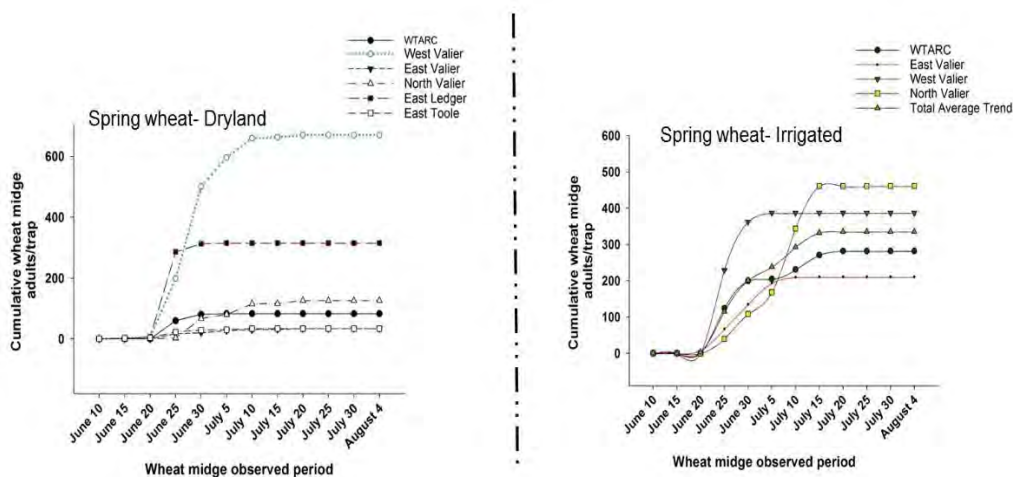 WTARC
West Valier
East Valier
North Valier
East Ledger
East Toole
Spring wheat- Dryland
Cumulative wheat midge
adults/trap
600
400
200
0
June 10
June 15
June 20
June 25
June 30
July 5
July 10
July 15
July 20
July 25
July 30
August 4
Wheat midge observed period
WTARC
East Valier
West Valier
North Valier
Total Average Trend
Spring wheat- Irrigated
Cumulative wheat midge
adults/trap
600
500
400
300
200
100
0
June 10
June 15
June 20
June 25
June 30
July 5
July 10
July 15
July 20
July 25
July 30
August 4
Wheat midge observed period